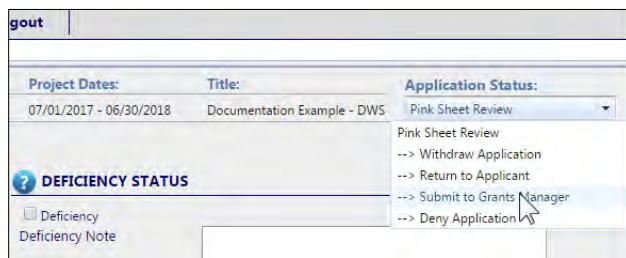 gout
Project Dates: Title: Application Status:
07/01/2017 - 06/30/2018 Documentation Example - DWS Pink Sheet Review
Pink Sheet Review
--> Withdraw Application
--> Return to Applicant
? DEFICIENCY STATUS
--> Submit to Grants Manager
Deficiency
--> Deny Application
Deficiency Note